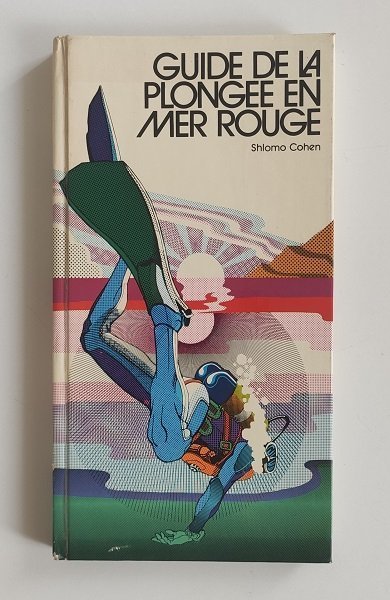 GUIDE DE LA
PLONGEE EN
MER ROUGE
Shlomo Cohen